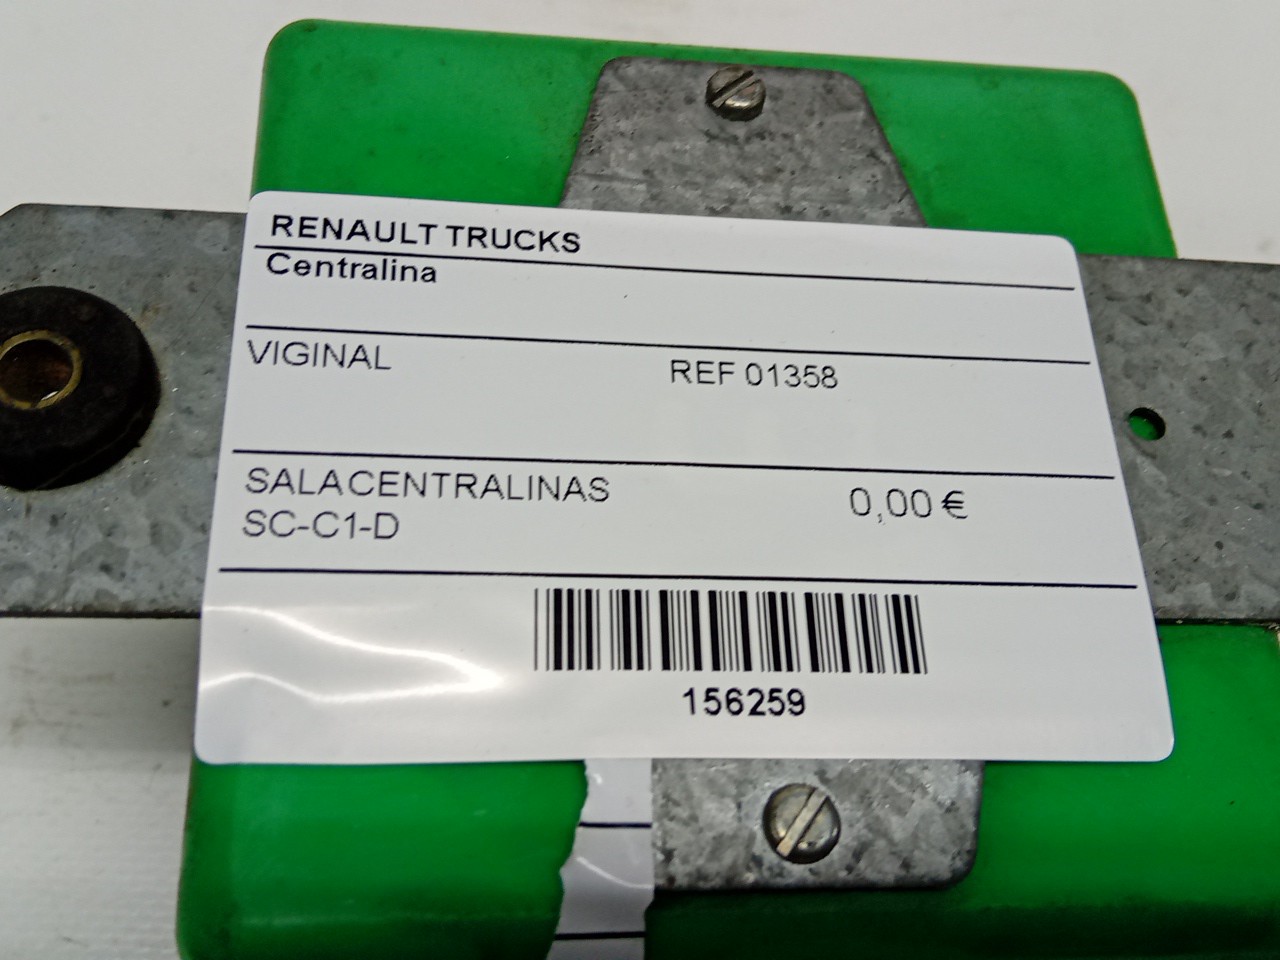 RENAULT TRUCKS
Centralina
VIGINAL REF 01358
SALACENTRALINAS 0,00 €
SC-C1-D
156259